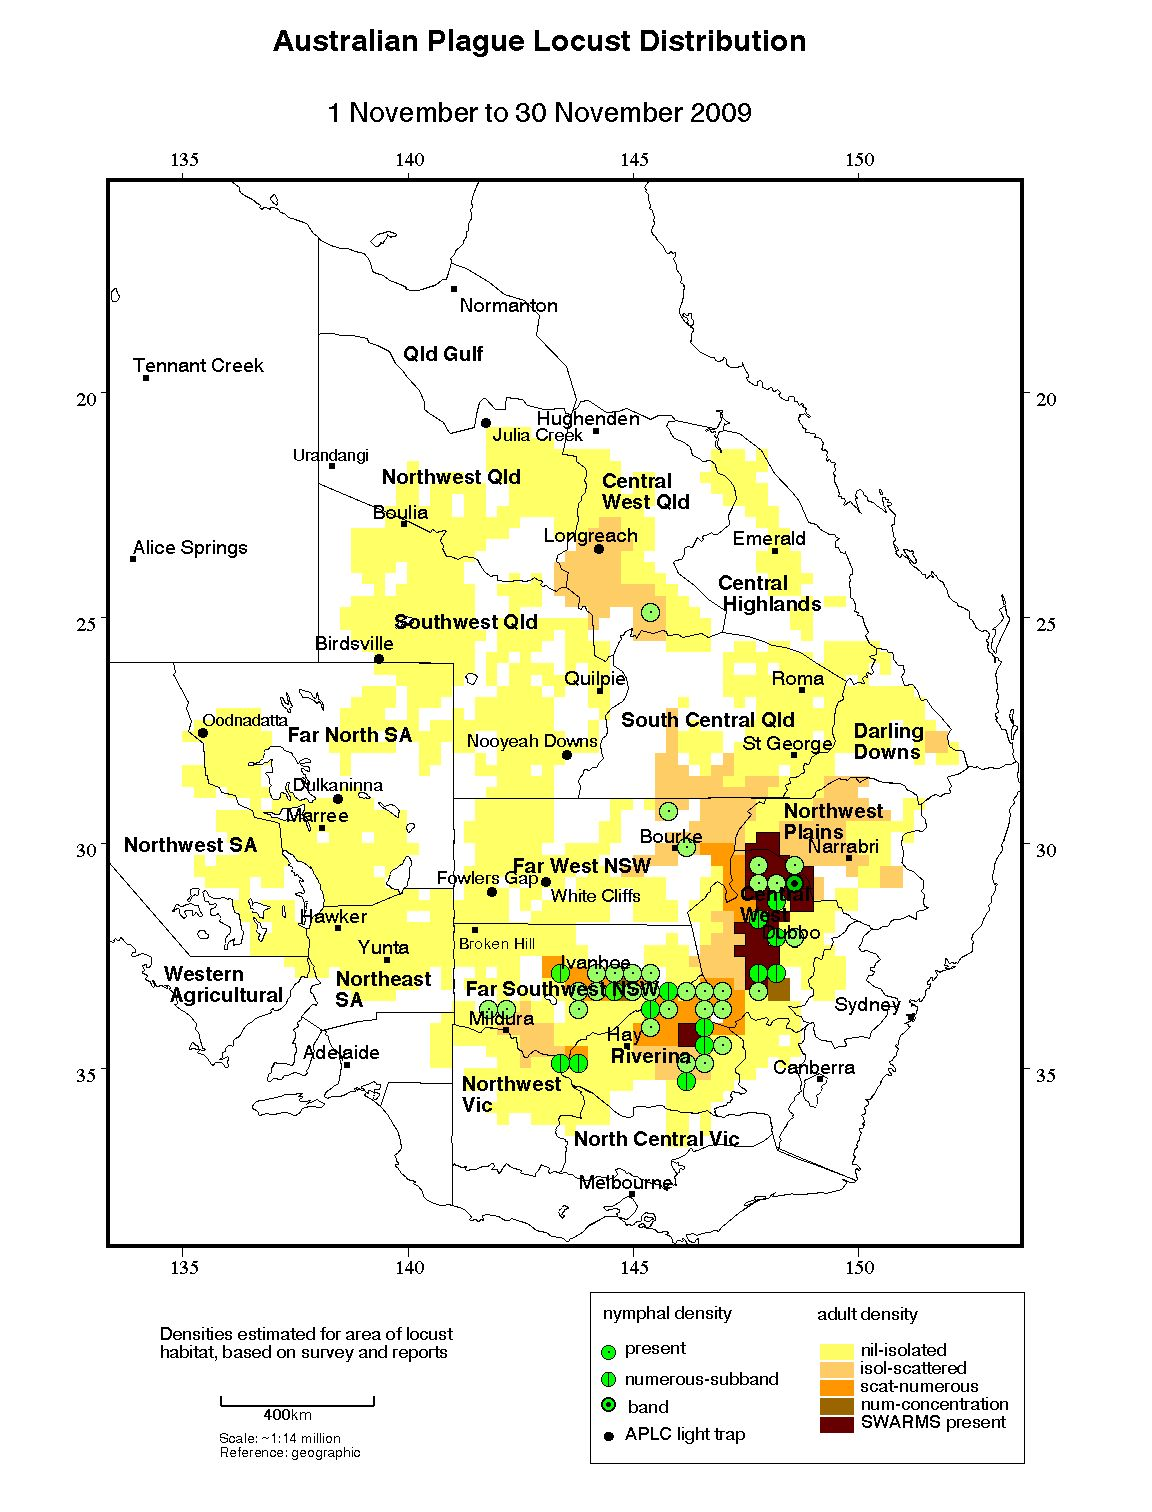 Australian Plague Locust Distribution
1 November to 30 November 2009
135 140 145 150
Normanton
Qld Gulf
Tennant Creek
20 20
Hughenden
Julia Creek
Urandangi
Northwest Qld
Central
West Qld
Boulia
Longreach
Emerald
Alice Springs
Central
Highlands
25 25
Southwest Qld
Birdsville
Quilpie
Roma
Oodnadatta
South Central Qld
Far North SA
Darling
Downs
Nooyeah Downs
St George
Dulkaninna
Marree
Northwest
Plains
Bourke
Narrabri
Northwest SA
30 30
Far West NSW
Fowlers Gap
White Cliffs
Central
West
Hawker
Dubbo
Yunta
Broken Hill
Ivanhoe
Western
Agricultural
Northeast
SA
Far Southwest NSW
Sydney
Mildura
Hay
Adelaide
Riverina
Canberra
35 35
Northwest
Vic
North Central Vic
Melbourne
135 140 145 150
Densities estimated for area of locust
habitat, based on survey and reports
400km
Scale: ~1:14 million
Reference: geographic
nymphal density
present
numerous-subband
band
APLC light trap
adult density
nil-isolated
isol-scattered
scat-numerous
num-concentration
SWARMS present